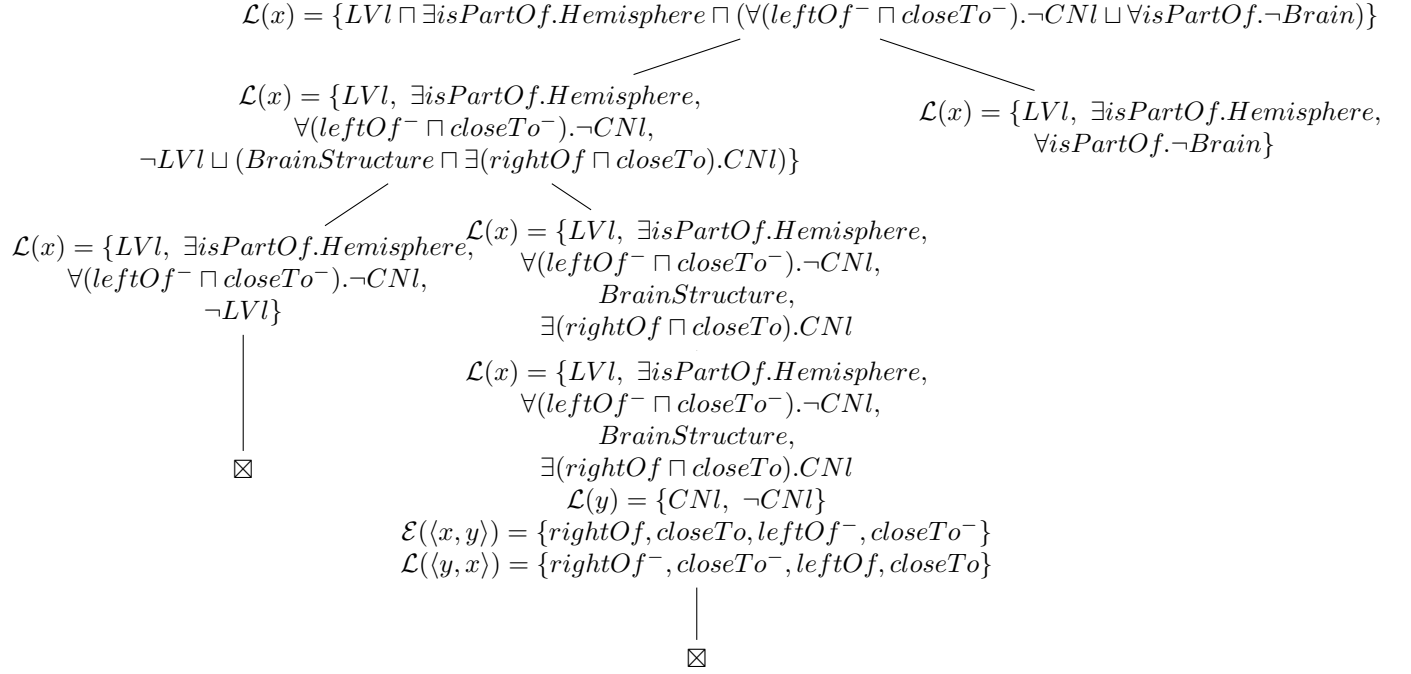 ℒ(x) = {LVl ⊓ ∃isPartOf.Hemisphere ⊓ (∀(leftOf⁻ ⊓ closeTo⁻).¬CNl ⊔ ∀isPartOf.¬Brain)}
ℒ(x) = {LVl, ∃isPartOf.Hemisphere,
∀(leftOf⁻ ⊓ closeTo⁻).¬CNl,
¬LVl ⊔ (BrainStructure ⊓ ∃(rightOf ⊓ closeTo).CNl)}
ℒ(x) = {LVl, ∃isPartOf.Hemisphere,
∀isPartOf.¬Brain}
ℒ(x) = {LVl, ∃isPartOf.Hemisphere,
∀(leftOf⁻ ⊓ closeTo⁻).¬CNl,
¬LVl}
⊠
ℒ(x) = {LVl, ∃isPartOf.Hemisphere,
∀(leftOf⁻ ⊓ closeTo⁻).¬CNl,
BrainStructure,
∃(rightOf ⊓ closeTo).CNl
ℒ(x) = {LVl, ∃isPartOf.Hemisphere,
∀(leftOf⁻ ⊓ closeTo⁻).¬CNl,
BrainStructure,
∃(rightOf ⊓ closeTo).CNl
ℒ(y) = {CNl, ¬CNl}
ℰ(⟨x, y⟩) = {rightOf, closeTo, leftOf⁻, closeTo⁻}
ℒ(⟨y, x⟩) = {rightOf⁻, closeTo⁻, leftOf, closeTo}
⊠